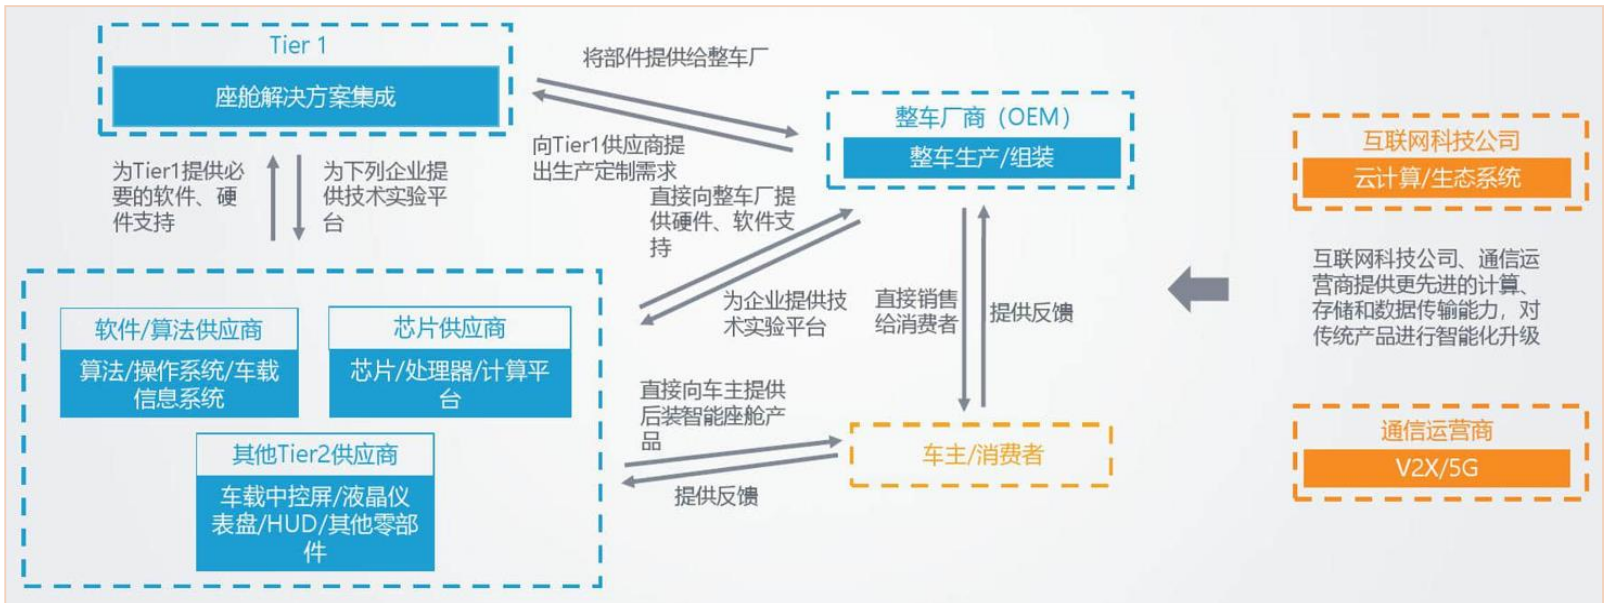 Tier 1
座舱解决方案集成
将部件提供给整车厂
向Tier1供应商提
出生产定制需求
整车厂商（OEM）
整车生产/组装
互联网科技公司
云计算/生态系统
为Tier1提供必
要的软件、硬
件支持
为下列企业提
供技术实验平
台
直接向整车厂提
供硬件、软件支
持
为企业提供技
术实验平台
直接销售
给消费者
提供反馈
互联网科技公司、通信运
营商提供更先进的计算、
存储和数据传输能力，对
传统产品进行智能化升级
软件/算法供应商
算法/操作系统/车载
信息系统
芯片供应商
芯片/处理器/计算平
台
其他Tier2供应商
车载中控屏/液晶仪
表盘/HUD/其他零部
件
直接向车主提供
后装智能座舱产
品
提供反馈
车主/消费者
通信运营商
V2X/5G